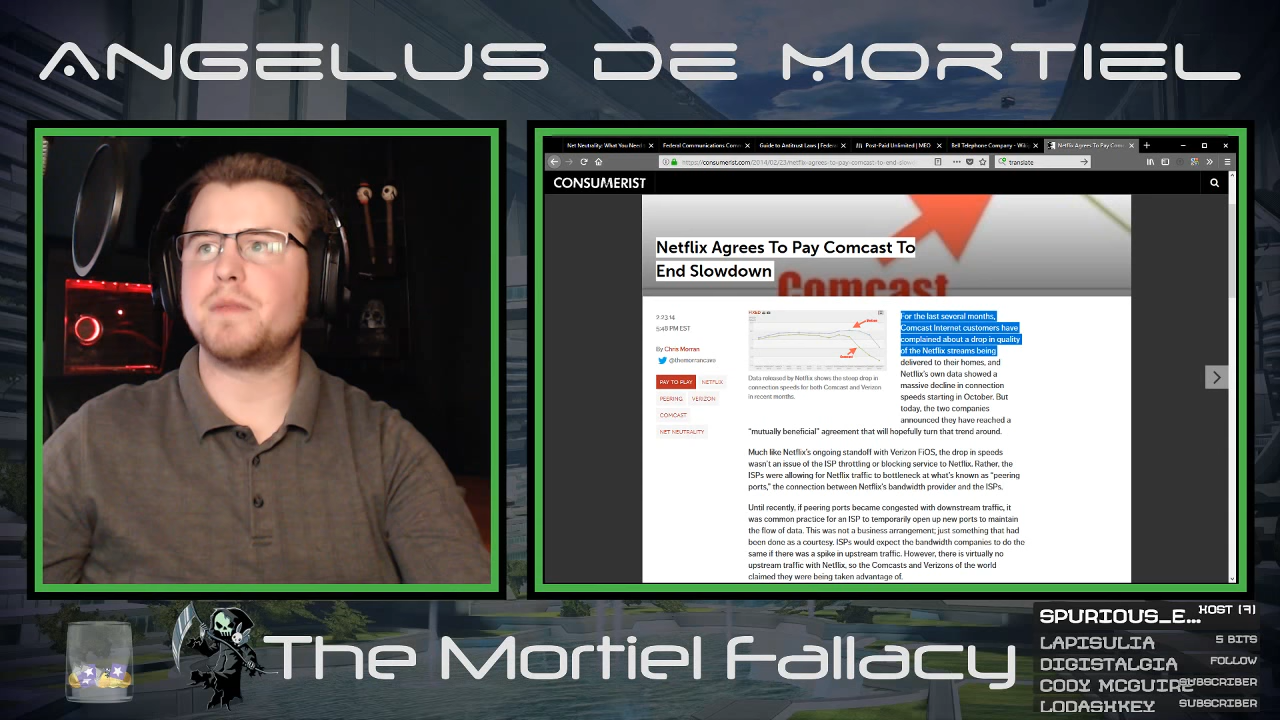 ANGELUS DE MORTIEL
Net Neutrality: What You Need
Federal Communications Com
Guide to Antitrust Laws | Feder
Post-Paid Unlimited | MEO
Bell Telephone Company - Wik
Netflix Agrees To Pay Com
https://consumerist.com/2014/02/23/netflix-agrees-to-pay-comcast-to-end-slowd
translate
CONSUMERIST
Netflix Agrees To Pay Comcast To
End Slowdown
Comcast
2.23.14
5:48 PM EST
By Chris Morran
@themorrancave
PAY TO PLAY
NETFLIX
PEERING
VERIZON
COMCAST
NET NEUTRALITY
Data released by Netflix shows the steep drop in
connection speeds for both Comcast and Verizon
in recent months.
For the last several months,
Comcast Internet customers have
complained about a drop in quality
of the Netflix streams being
delivered to their homes, and
Netflix's own data showed a
massive decline in connection
speeds starting in October. But
today, the two companies
announced they have reached a
“mutually beneficial” agreement that will hopefully turn that trend around.
Much like Netflix's ongoing standoff with Verizon FiOS, the drop in speeds
wasn't an issue of the ISP throttling or blocking service to Netflix. Rather, the
ISPs were allowing for Netflix traffic to bottleneck at what's known as “peering
ports,” the connection between Netflix's bandwidth provider and the ISPs.
Until recently, if peering ports became congested with downstream traffic, it
was common practice for an ISP to temporarily open up new ports to maintain
the flow of data. This was not a business arrangement; just something that had
been done as a courtesy. ISPs would expect the bandwidth companies to do the
same if there was a spike in upstream traffic. However, there is virtually no
upstream traffic with Netflix, so the Comcasts and Verizons of the world
claimed they were being taken advantage of.
The Mortiel Fallacy
SPURIOUS_E... HOST (7)
LAPISULIA 5 BITS
DIGISTALGIA FOLLOW
CODY MCGUIRE SUBSCRIBER
LODASHKEY SUBSCRIBER